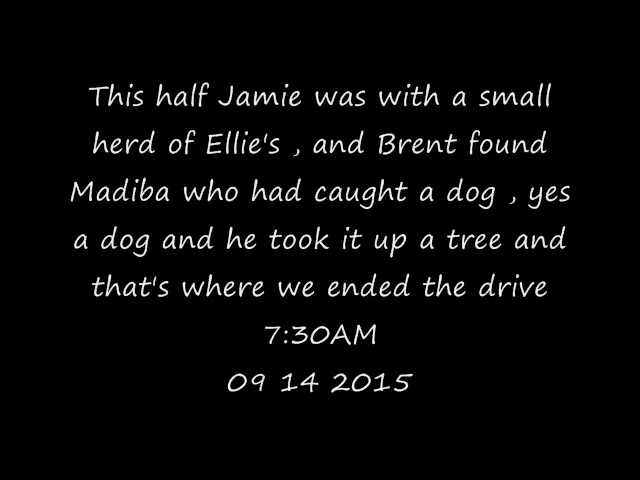 This half Jamie was with a small
herd of Ellie's , and Brent found
Madiba who had caught a dog , yes
a dog and he took it up a tree and
that's where we ended the drive
7:30AM
09 14 2015